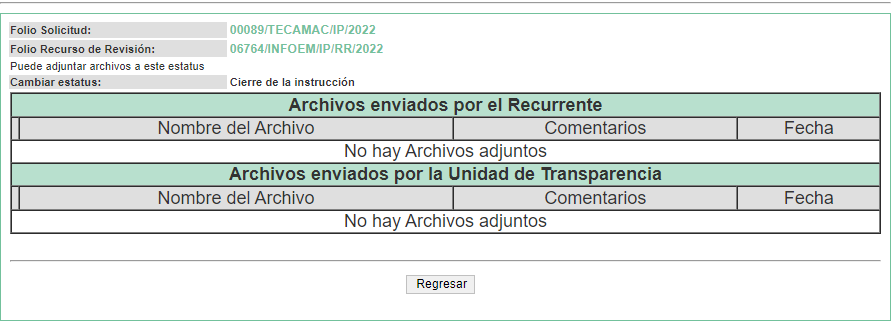 Folio Solicitud: 00089/TECAMAC/IP/2022
Folio Recurso de Revisión: 06764/INFOEM/IP/RR/2022
Puede adjuntar archivos a este estatus
Cambiar estatus: Cierre de la instrucción
Archivos enviados por el Recurrente
Nombre del Archivo Comentarios Fecha
No hay Archivos adjuntos
Archivos enviados por la Unidad de Transparencia
Nombre del Archivo Comentarios Fecha
No hay Archivos adjuntos
Regresar